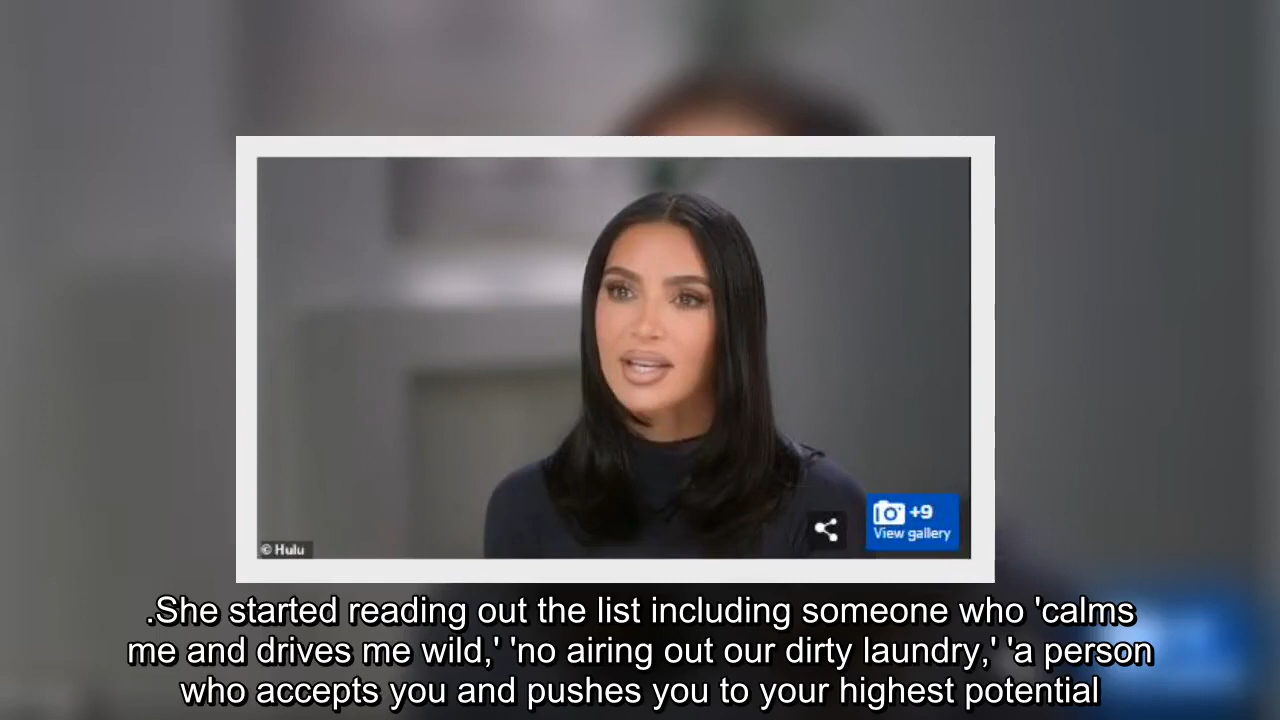 +9
View gallery
© Hulu
.She started reading out the list including someone who 'calms
me and drives me wild,' 'no airing out our dirty laundry,' 'a person
who accepts you and pushes you to your highest potential